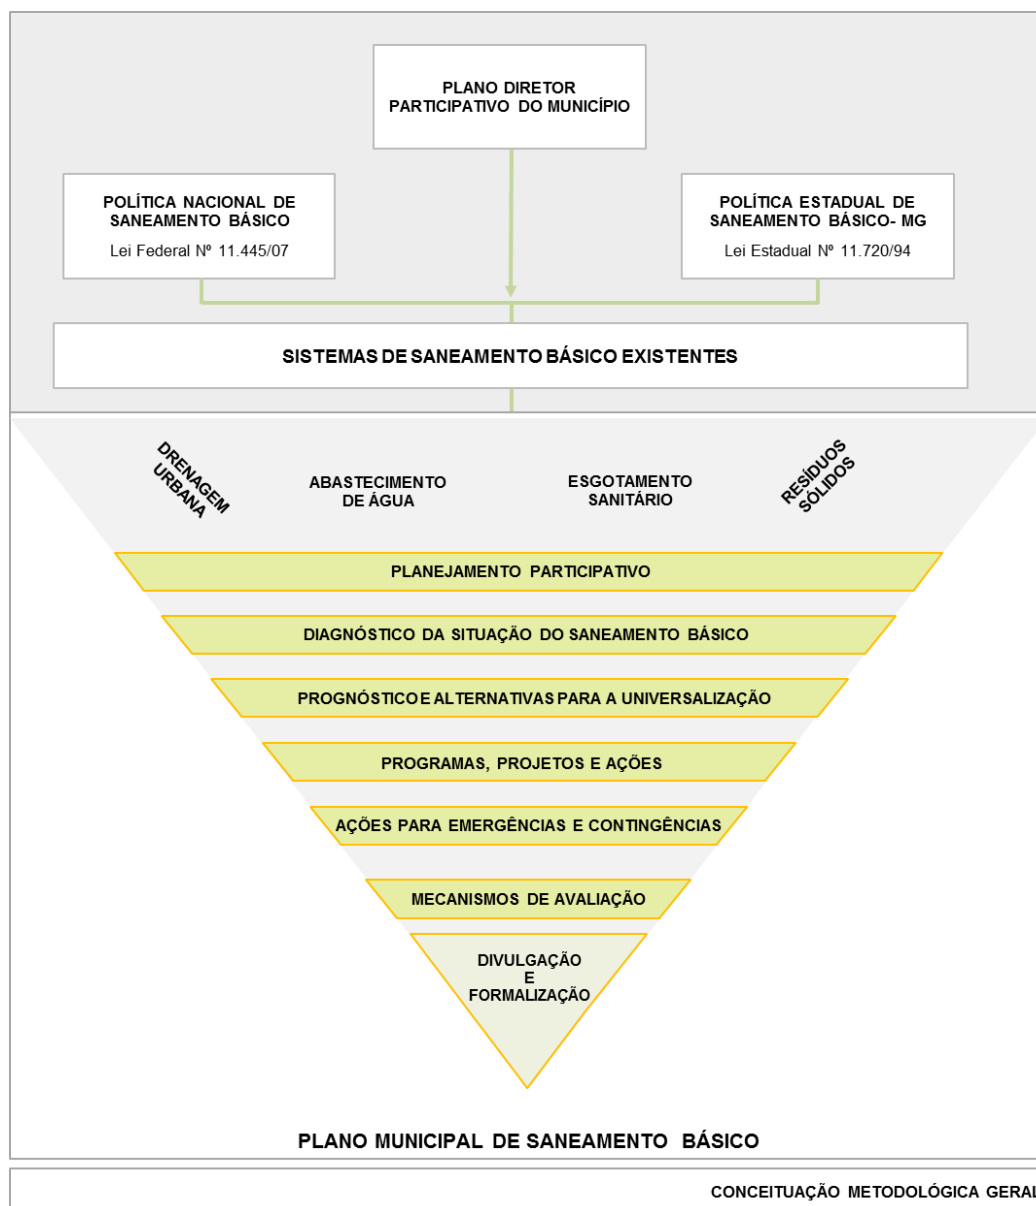 PLANO DIRETOR
PARTICIPATIVO DO MUNICÍPIO
POLÍTICA NACIONAL DE
SANEAMENTO BÁSICO
Lei Federal Nº 11.445/07
POLÍTICA ESTADUAL DE
SANEAMENTO BÁSICO- MG
Lei Estadual Nº 11.720/94
SISTEMAS DE SANEAMENTO BÁSICO EXISTENTES
DRENAGEM
URBANA
ABASTECIMENTO
DE ÁGUA
ESGOTAMENTO
SANITÁRIO
RESÍDUOS
SÓLIDOS
PLANEJAMENTO PARTICIPATIVO
DIAGNÓSTICO DA SITUAÇÃO DO SANEAMENTO BÁSICO
PROGNÓSTICO E ALTERNATIVAS PARA A UNIVERSALIZAÇÃO
PROGRAMAS, PROJETOS E AÇÕES
AÇÕES PARA EMERGÊNCIAS E CONTINGÊNCIAS
MECANISMOS DE AVALIAÇÃO
DIVULGAÇÃO
E
FORMALIZAÇÃO
PLANO MUNICIPAL DE SANEAMENTO BÁSICO
CONCEITUAÇÃO METODOLÓGICA GERAL